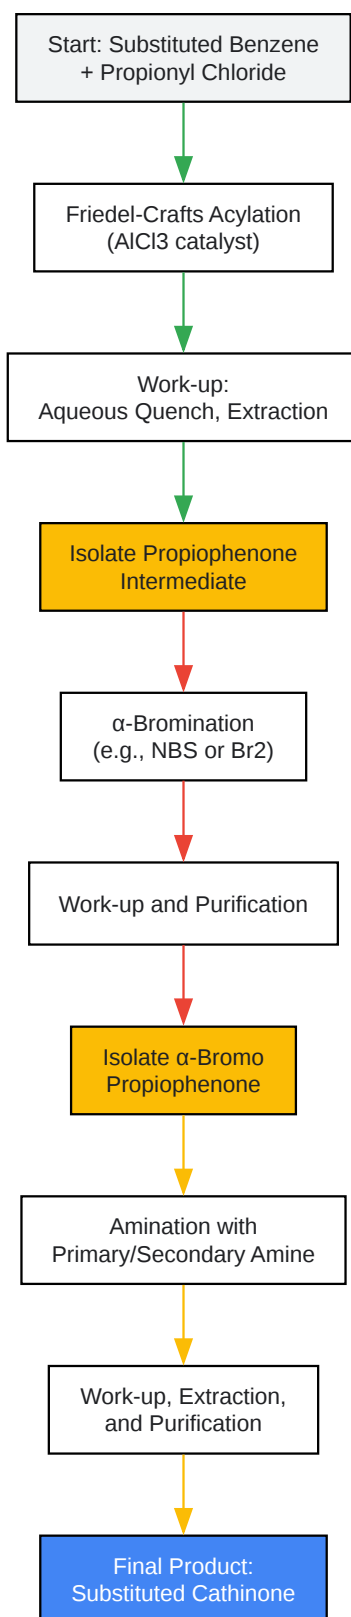 Start: Substituted Benzene
+ Propionyl Chloride
Friedel-Crafts Acylation
(AlCl3 catalyst)
Work-up:
Aqueous Quench, Extraction
Isolate Propiophenone
Intermediate
α-Bromination
(e.g., NBS or Br2)
Work-up and Purification
Isolate α-Bromo
Propiophenone
Amination with
Primary/Secondary Amine
Work-up, Extraction,
and Purification
Final Product:
Substituted Cathinone